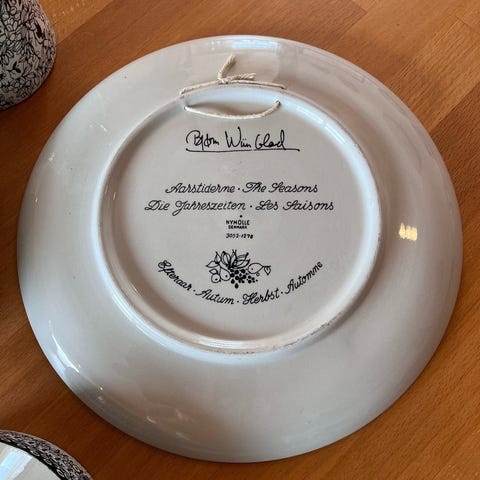 Bjørn Wiinblad
Aarstiderne · The Seasons
Die Jahreszeiten · Les Saisons
NYMØLLE
DENMARK
3052-1278
Efteraar · Autum · Herbst · Automne